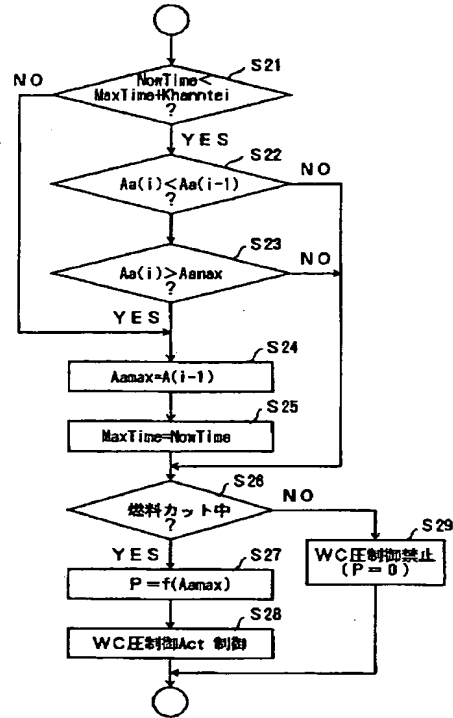 S21
NO
NowTime<
MaxTime+Khanntei
?
YES
S22
NO
Aa(i)<Aa(i-1)
?
S23
NO
Aa(i)>Aamax
?
YES
S24
Aamax=A(i-1)
S25
MaxTime=NowTime
S26
NO
燃料カット中
?
S29
YES
S27
WC圧制御禁止
(P=0)
P=f(Aamax)
S28
WC圧制御Act 制御